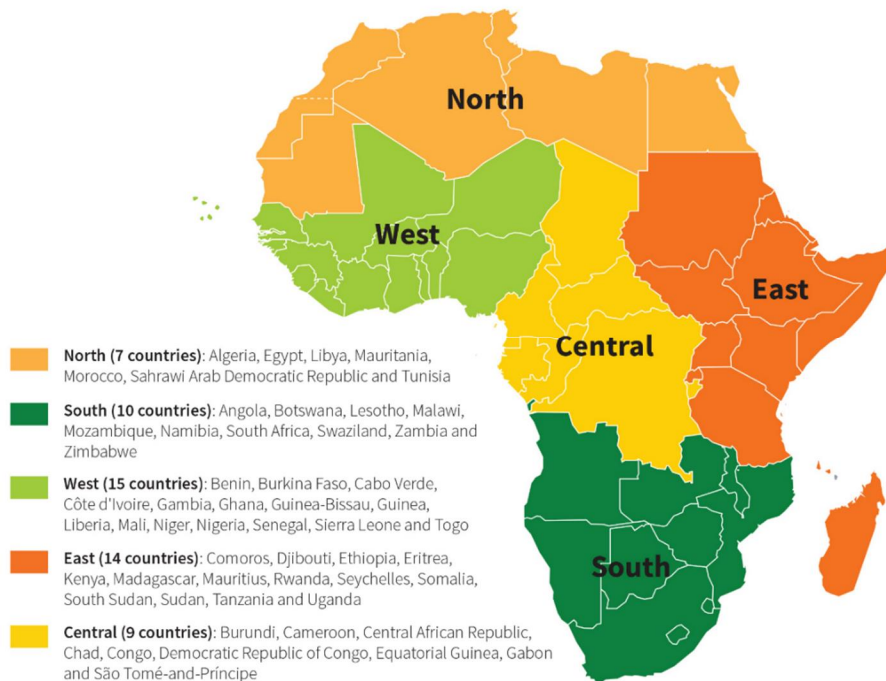 North
West
East
Central
South
North (7 countries): Algeria, Egypt, Libya, Mauritania,
Morocco, Sahrawi Arab Democratic Republic and Tunisia
South (10 countries): Angola, Botswana, Lesotho, Malawi,
Mozambique, Namibia, South Africa, Swaziland, Zambia and
Zimbabwe
West (15 countries): Benin, Burkina Faso, Cabo Verde,
Côte d'Ivoire, Gambia, Ghana, Guinea-Bissau, Guinea,
Liberia, Mali, Niger, Nigeria, Senegal, Sierra Leone and Togo
East (14 countries): Comoros, Djibouti, Ethiopia, Eritrea,
Kenya, Madagascar, Mauritius, Rwanda, Seychelles, Somalia,
South Sudan, Sudan, Tanzania and Uganda
Central (9 countries): Burundi, Cameroon, Central African Republic,
Chad, Congo, Democratic Republic of Congo, Equatorial Guinea, Gabon
and São Tomé-and-Príncipe